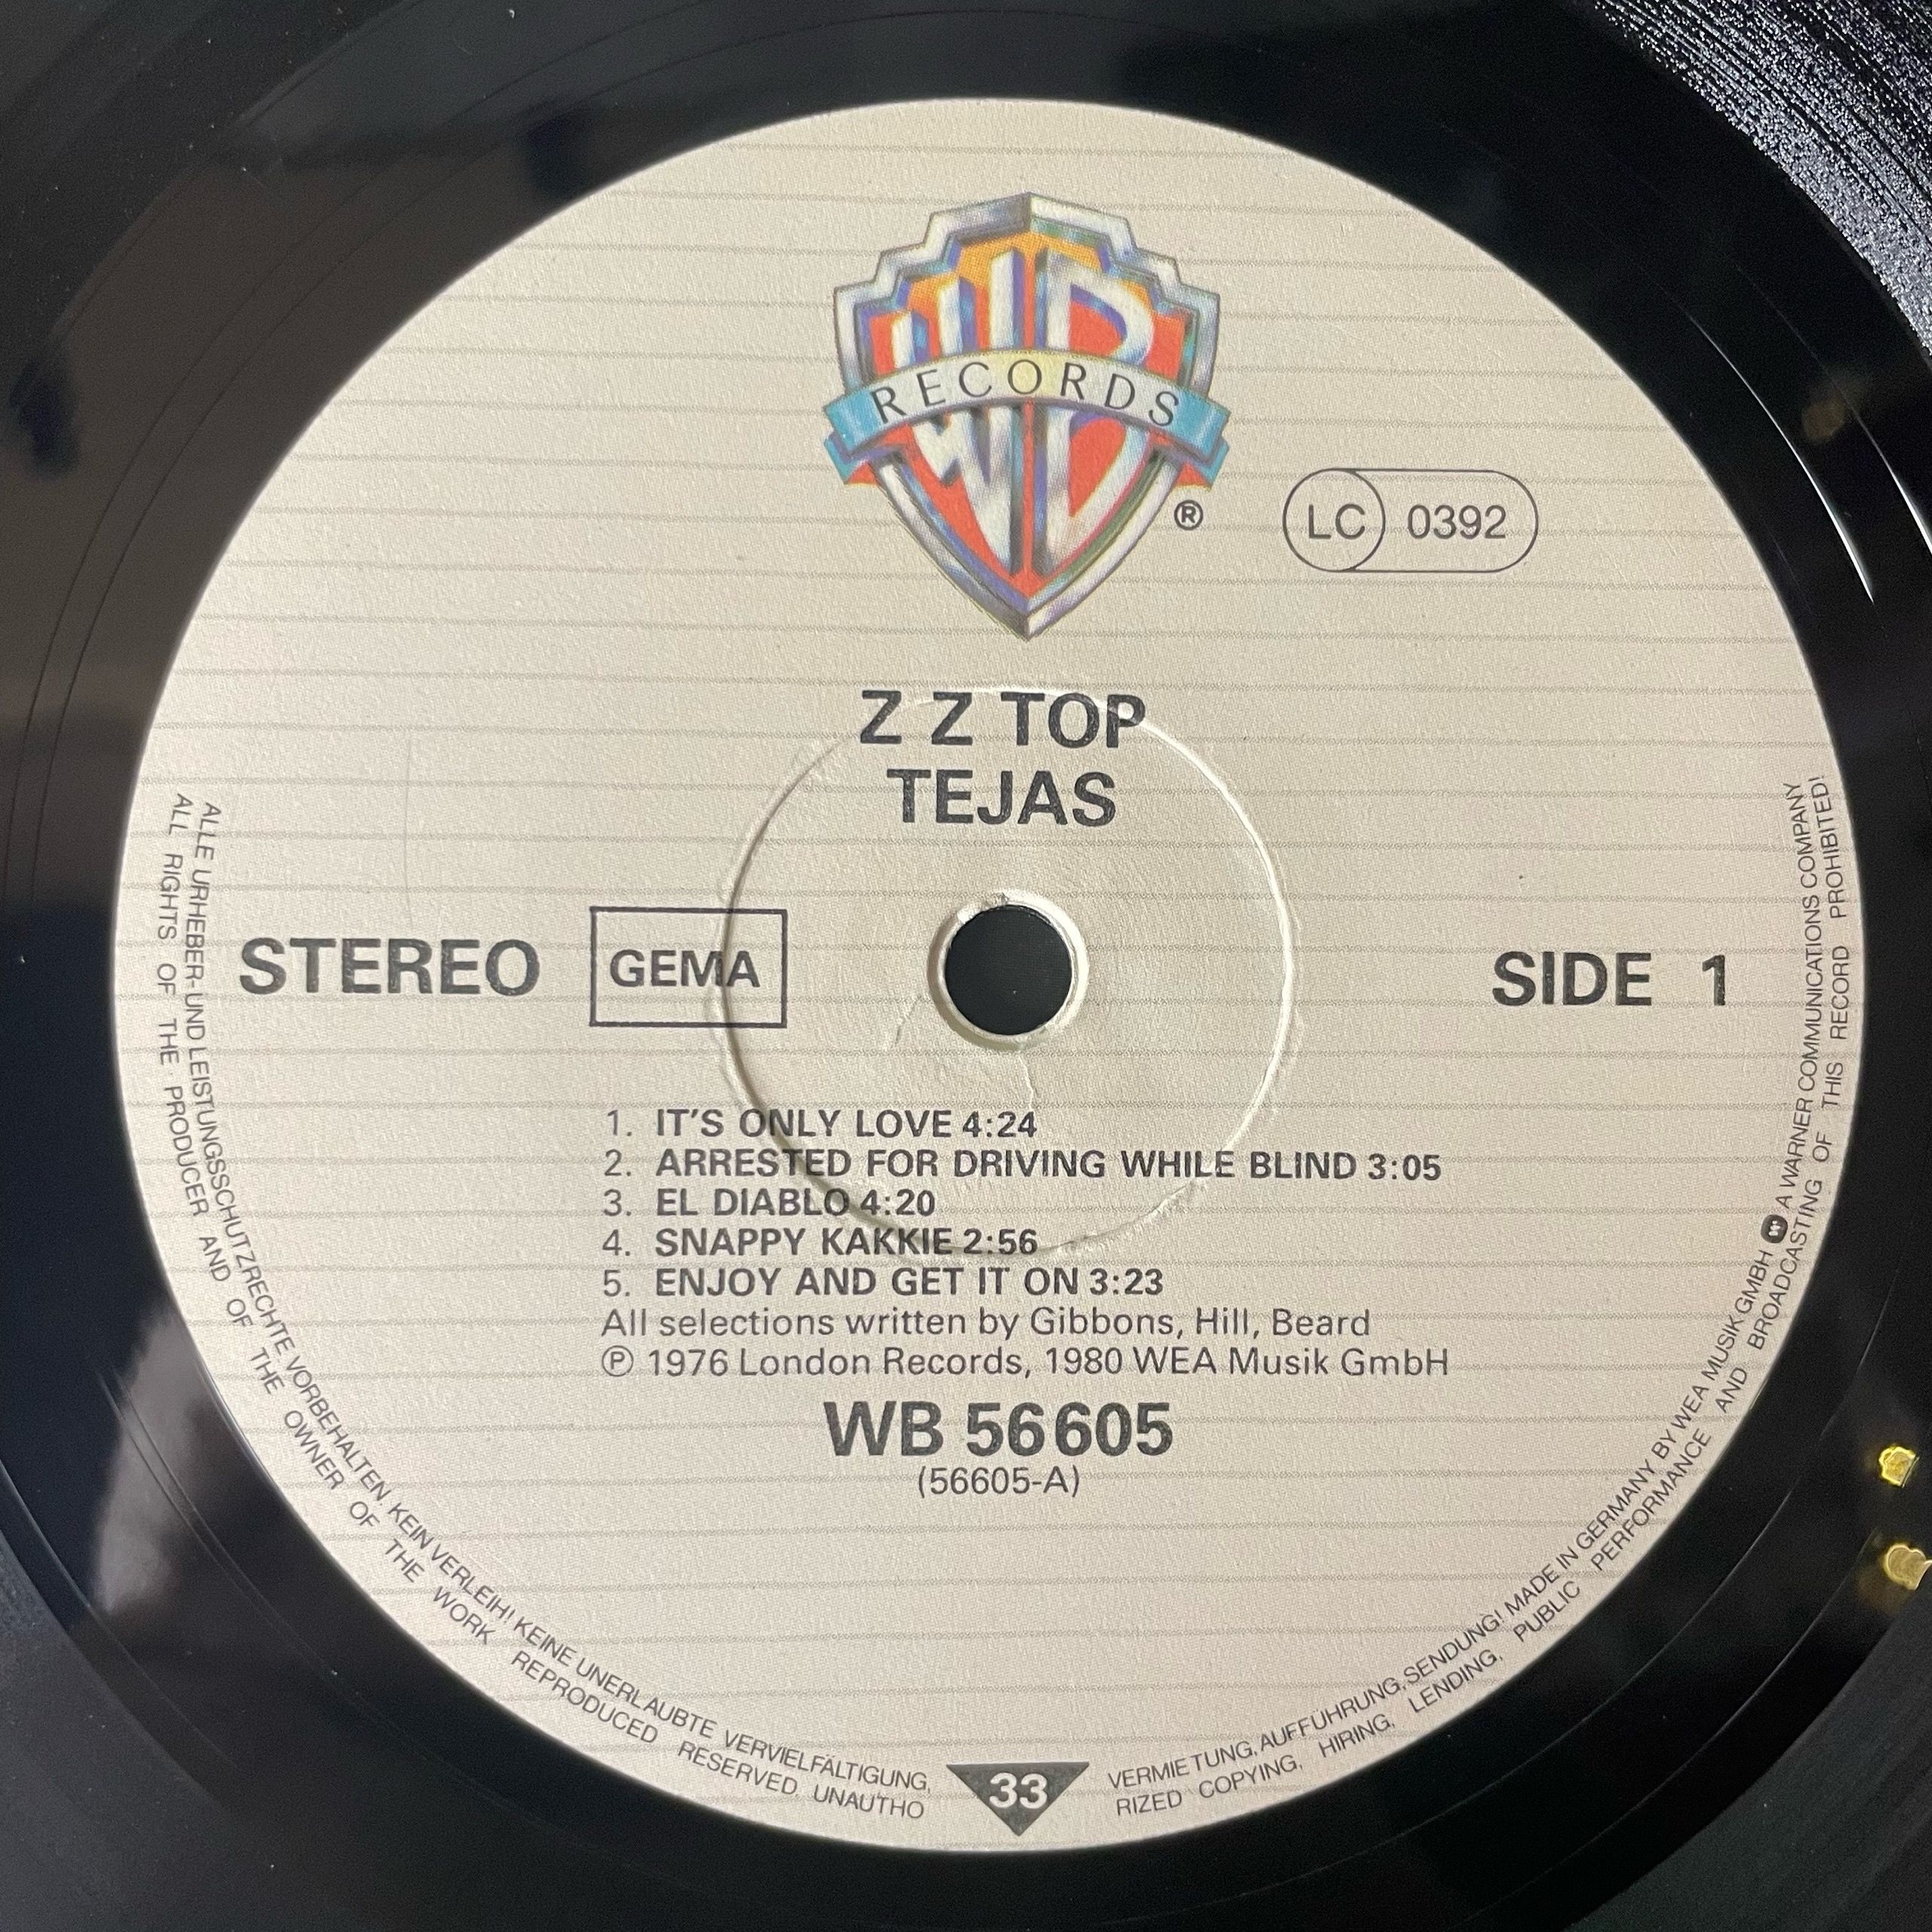 WB
RECORDS
®
LC 0392
Z Z TOP
TEJAS
STEREO
GEMA
SIDE 1
1. IT'S ONLY LOVE 4:24
2. ARRESTED FOR DRIVING WHILE BLIND 3:05
3. EL DIABLO 4:20
4. SNAPPY KAKKIE 2:56
5. ENJOY AND GET IT ON 3:23
All selections written by Gibbons, Hill, Beard
℗ 1976 London Records, 1980 WEA Musik GmbH
WB 56605
(56605-A)
ALLE URHEBER- UND LEISTUNGSSCHUTZRECHTE VORBEHALTEN. KEIN VERLEIH! KEINE UNERLAUBTE VERVIELFÄLTIGUNG, VERMIETUNG, AUFFÜHRUNG, SENDUNG! MADE IN GERMANY BY WEA MUSIK GMBH A WARNER COMMUNICATIONS COMPANY
ALL RIGHTS OF THE PRODUCER AND OF THE OWNER OF THE WORK REPRODUCED RESERVED. UNAUTHORIZED COPYING, HIRING, LENDING, PUBLIC PERFORMANCE AND BROADCASTING OF THIS RECORD PROHIBITED!
33